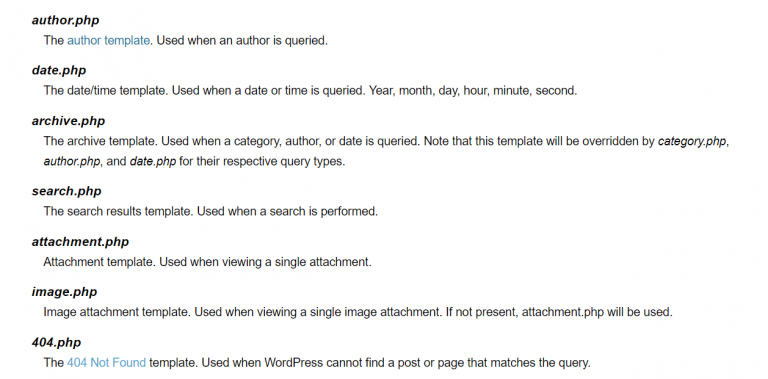 author.php
The author template. Used when an author is queried.
date.php
The date/time template. Used when a date or time is queried. Year, month, day, hour, minute, second.
archive.php
The archive template. Used when a category, author, or date is queried. Note that this template will be overridden by category.php,
author.php, and date.php for their respective query types.
search.php
The search results template. Used when a search is performed.
attachment.php
Attachment template. Used when viewing a single attachment.
image.php
Image attachment template. Used when viewing a single image attachment. If not present, attachment.php will be used.
404.php
The 404 Not Found template. Used when WordPress cannot find a post or page that matches the query.